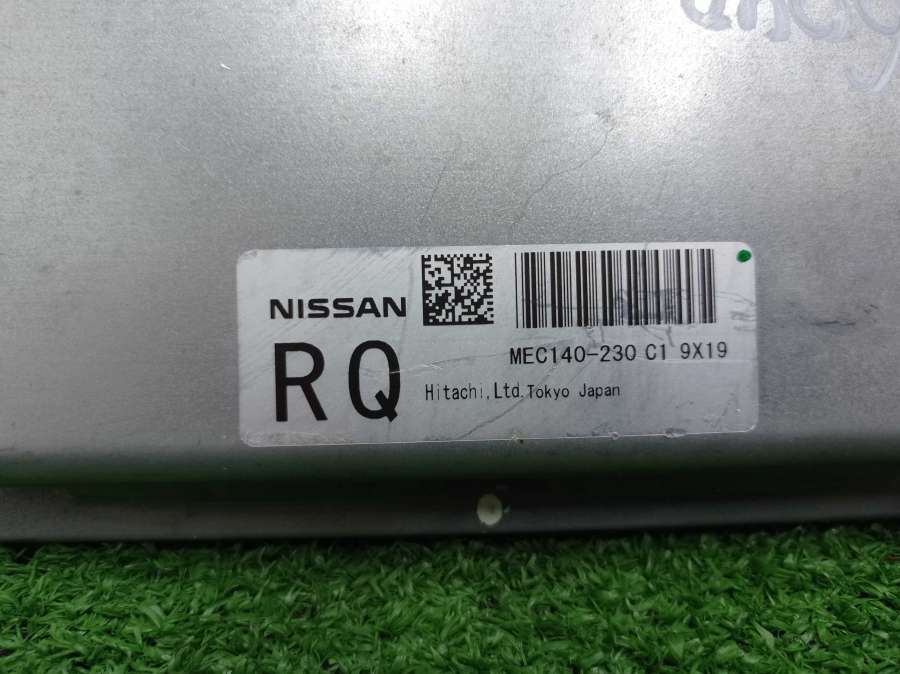 NISSAN
MEC140-230 C1 9X19
RQ
Hitachi,Ltd.Tokyo Japan